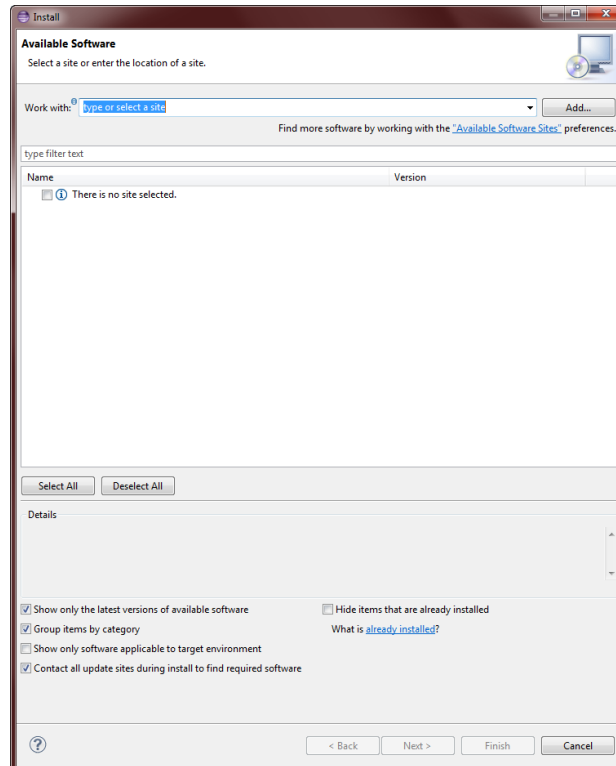 Install
Available Software
Select a site or enter the location of a site.
Work with: type or select a site Add...
Find more software by working with the "Available Software Sites" preferences.
type filter text
Name Version
There is no site selected.
Select All Deselect All
Details
Show only the latest versions of available software Hide items that are already installed
Group items by category What is already installed?
Show only software applicable to target environment
Contact all update sites during install to find required software
? < Back Next > Finish Cancel